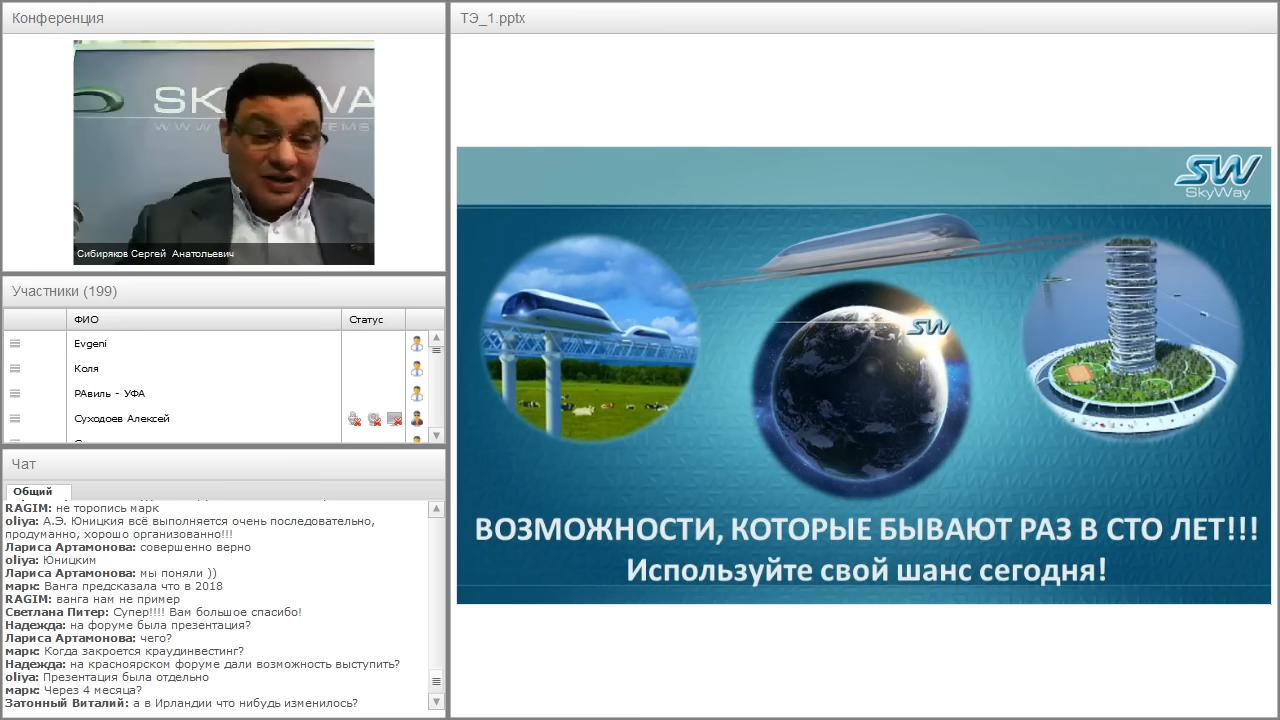 Конференция
SKYWA
WWW
TEMS
Сибиряков Сергей Анатольевич
Участники (199)
ФИО
Статус
Evgeni
Коля
РАвиль - УФА
Суходоев Алексей
Чат
Общий
RAGIM: не торопись марк
oliya: А.Э. Юницкия всё выполняется очень последовательно,
продуманно, хорошо организованно!!!
Лариса Артамонова: совершенно верно
oliya: Юницким
Лариса Артамонова: мы поняли ))
марк: Ванга предсказала что в 2018
RAGIM: ванга нам не пример
Светлана Питер: Супер!!!! Вам большое спасибо!
Надежда: на форуме была презентация?
Лариса Артамонова: чего?
марк: Когда закроется краудинвестинг?
Надежда: на красноярском форуме дали возможность выступить?
oliya: Презентация была отдельно
марк: Через 4 месяца?
Затонный Виталий: а в Ирландии что нибудь изменилось?
ТЭ_1.pptx
SW
SkyWay
SW
ВОЗМОЖНОСТИ, КОТОРЫЕ БЫВАЮТ РАЗ В СТО ЛЕТ!!!
Используйте свой шанс сегодня!